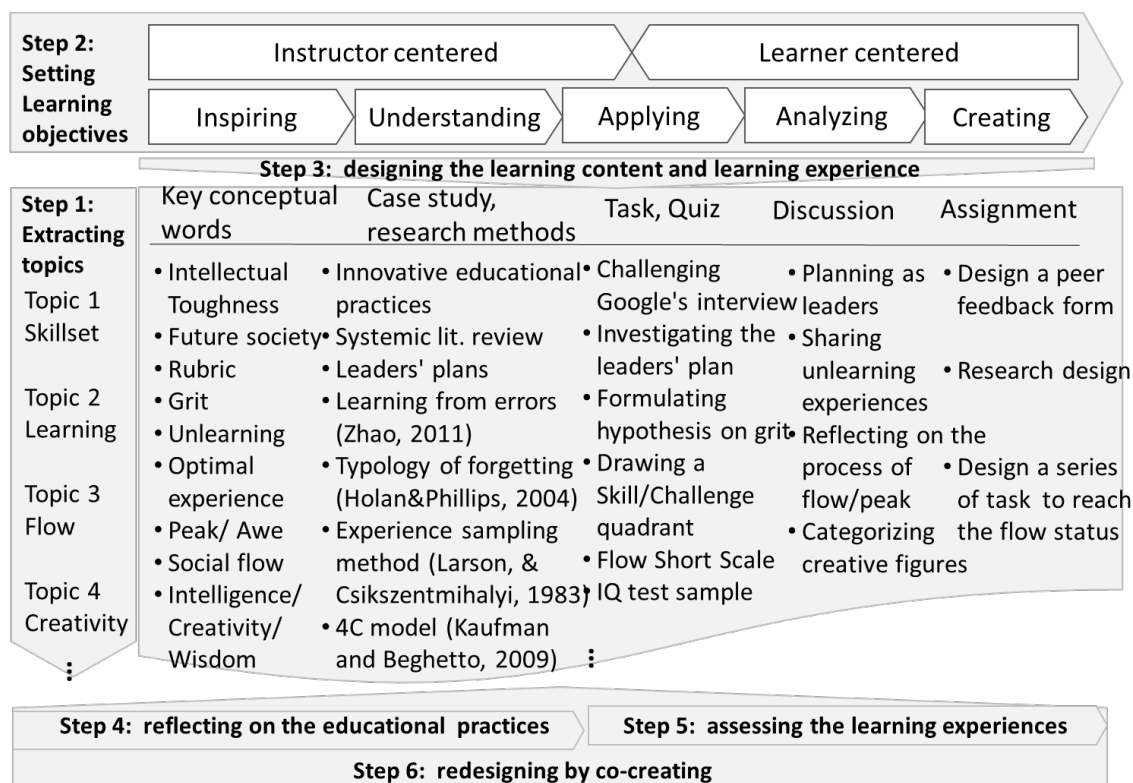 Step 2:
Setting
Learning
objectives
Instructor centered
Learner centered
Inspiring
Understanding
Applying
Analyzing
Creating
Step 3:  designing the learning content and learning experience
Step 1:
Extracting
topics
Topic 1
Skillset
Topic 2
Learning
Topic 3
Flow
Topic 4
Creativity
⋮
Key conceptual
words
• Intellectual
Toughness
• Future society
• Rubric
• Grit
• Unlearning
• Optimal
experience
• Peak/ Awe
• Social flow
• Intelligence/
Creativity/
Wisdom
Case study,
research methods
• Innovative educational
practices
• Systemic lit. review
• Leaders' plans
• Learning from errors
(Zhao, 2011)
• Typology of forgetting
(Holan&Phillips, 2004)
• Experience sampling
method (Larson, &
Csikszentmihalyi, 1983)
• 4C model (Kaufman
and Beghetto, 2009)
Task, Quiz
• Challenging
Google's interview
• Investigating the
leaders' plan
• Formulating
hypothesis on grit
• Drawing a
Skill/Challenge
quadrant
• Flow Short Scale
• IQ test sample
⋮
Discussion
• Planning as
leaders
• Sharing
unlearning
experiences
• Reflecting on the
process of
flow/peak
• Categorizing
creative figures
Assignment
• Design a peer
feedback form
• Research design
• Design a series
of task to reach
the flow status
Step 4:  reflecting on the educational practices
Step 5:  assessing the learning experiences
Step 6:  redesigning by co-creating